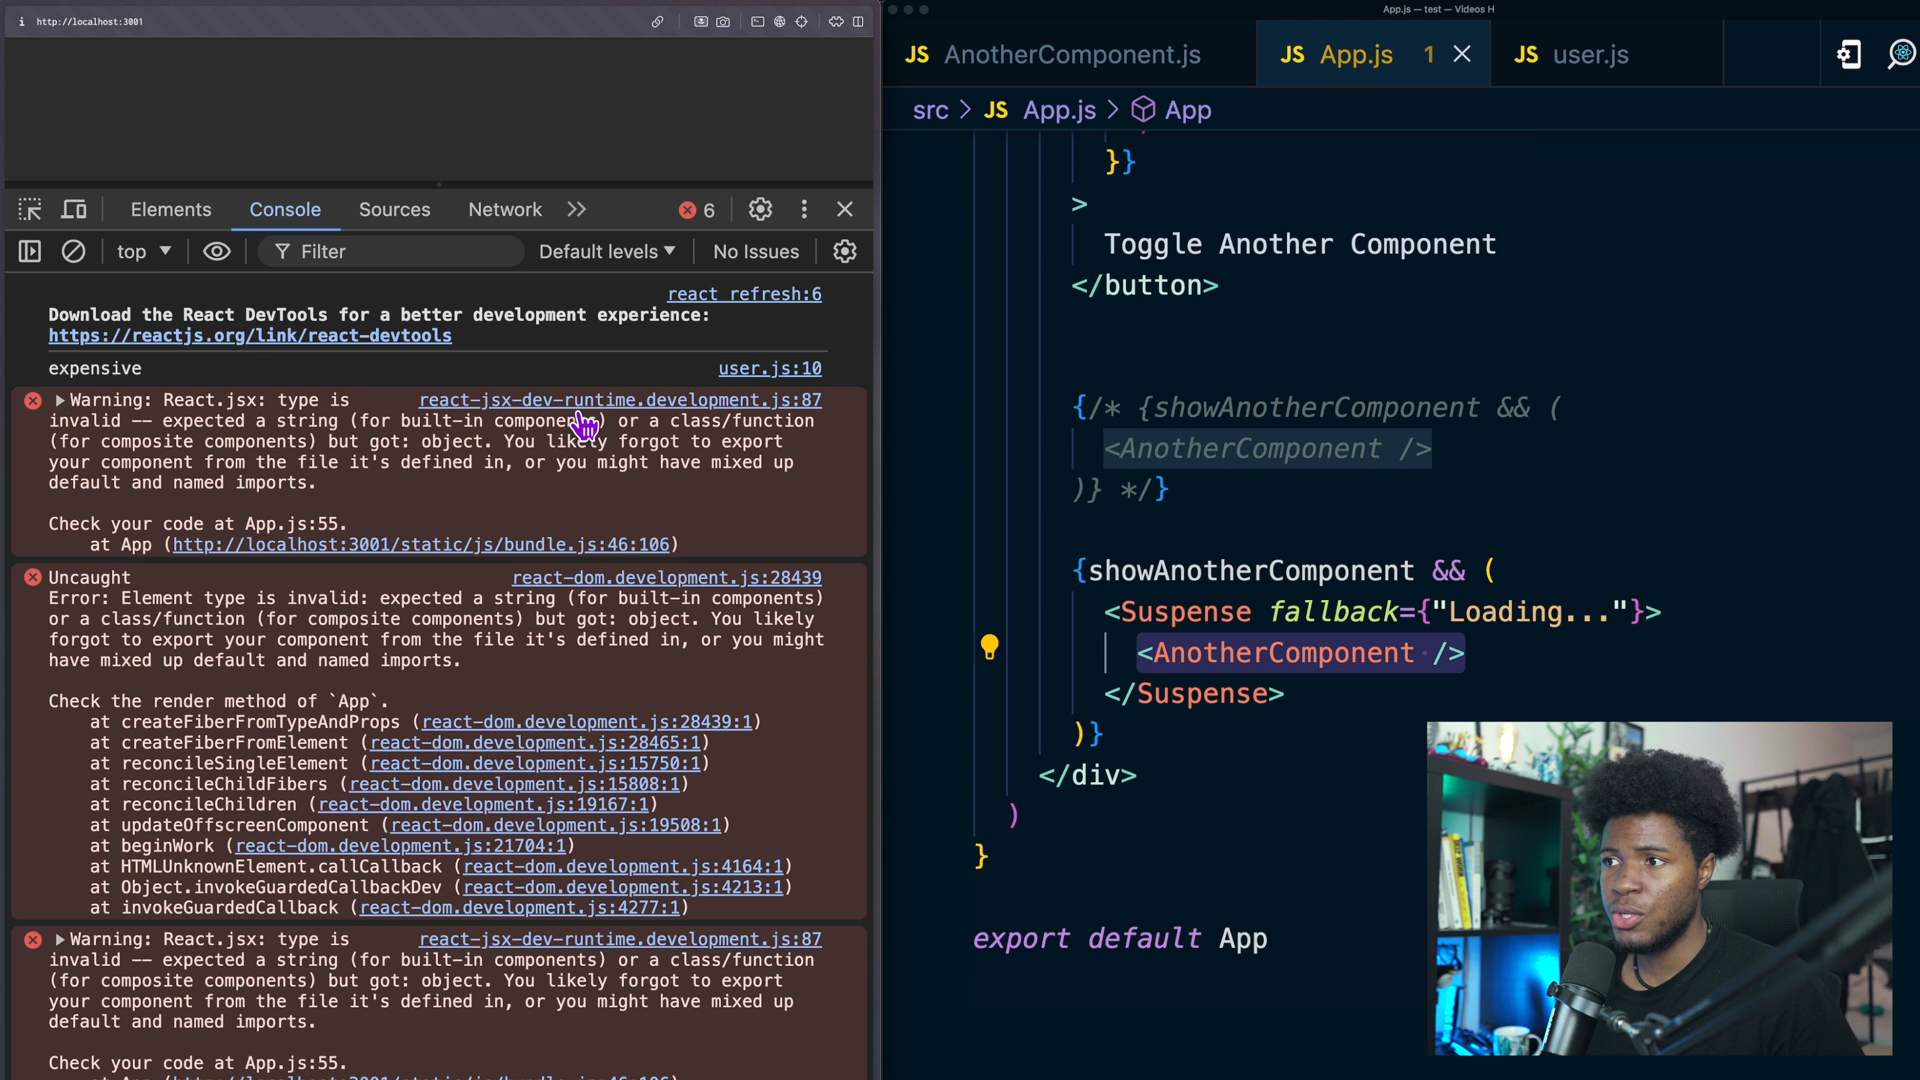 http://localhost:3001
Elements
Console
Sources
Network
6
top
Filter
Default levels
No Issues
react refresh:6
Download the React DevTools for a better development experience:
https://reactjs.org/link/react-devtools
expensive
user.js:10
Warning: React.jsx: type is
react-jsx-dev-runtime.development.js:87
invalid -- expected a string (for built-in components) or a class/function
(for composite components) but got: object. You likely forgot to export
your component from the file it's defined in, or you might have mixed up
default and named imports.
Check your code at App.js:55.
at App (http://localhost:3001/static/js/bundle.js:46:106)
Uncaught
react-dom.development.js:28439
Error: Element type is invalid: expected a string (for built-in components)
or a class/function (for composite components) but got: object. You likely
forgot to export your component from the file it's defined in, or you might
have mixed up default and named imports.
Check the render method of `App`.
at createFiberFromTypeAndProps (react-dom.development.js:28439:1)
at createFiberFromElement (react-dom.development.js:28465:1)
at reconcileSingleElement (react-dom.development.js:15750:1)
at reconcileChildFibers (react-dom.development.js:15808:1)
at reconcileChildren (react-dom.development.js:19167:1)
at updateOffscreenComponent (react-dom.development.js:19508:1)
at beginWork (react-dom.development.js:21704:1)
at HTMLUnknownElement.callCallback (react-dom.development.js:4164:1)
at Object.invokeGuardedCallbackDev (react-dom.development.js:4213:1)
at invokeGuardedCallback (react-dom.development.js:4277:1)
Warning: React.jsx: type is
react-jsx-dev-runtime.development.js:87
invalid -- expected a string (for built-in components) or a class/function
(for composite components) but got: object. You likely forgot to export
your component from the file it's defined in, or you might have mixed up
default and named imports.
Check your code at App.js:55.
App.js — test — Videos H
JS AnotherComponent.js
JS App.js 1
JS user.js
src > JS App.js > App
}}
>
Toggle Another Component
</button>
{/* {showAnotherComponent && (
<AnotherComponent />
)} */}
{showAnotherComponent && (
<Suspense fallback={"Loading..."}>
<AnotherComponent />
</Suspense>
)}
</div>
)
}
export default App